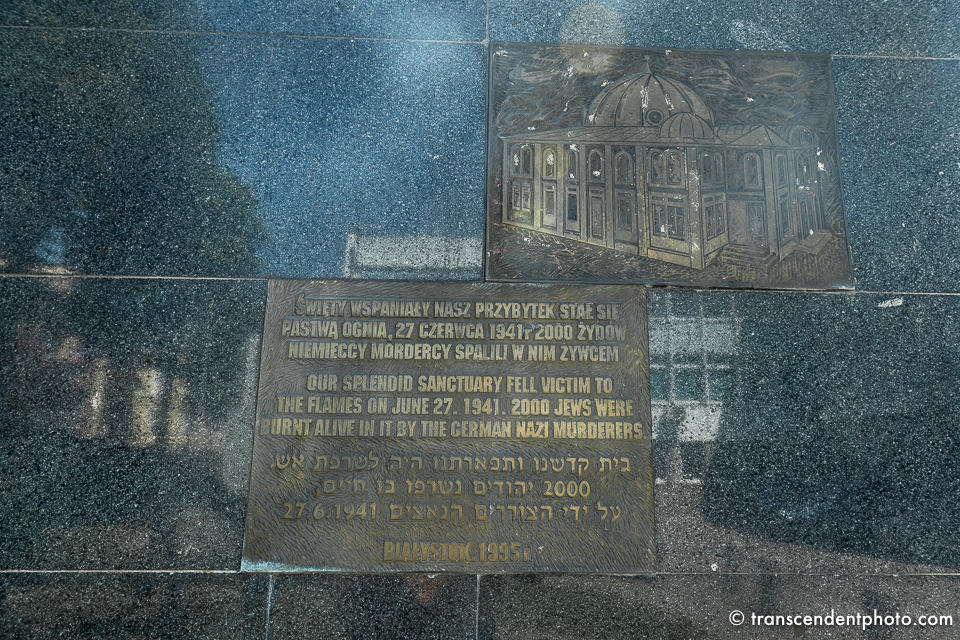 ŚWIĘTY WSPANIAŁY NASZ PRZYBYTEK STAŁ SIĘ
PASTWĄ OGNIA, 27 CZERWCA 1941r 2000 ŻYDÓW
NIEMIECCY MORDERCY SPALILI W NIM ŻYWCEM
OUR SPLENDID SANCTUARY FELL VICTIM TO
THE FLAMES ON JUNE 27. 1941. 2000 JEWS WERE
BURNT ALIVE IN IT BY THE GERMAN NAZI MURDERERS
בית קדשנו ותפארתנו היה לשרפת אש.
2000 יהודים נשרפו בו חיים,
על ידי הצוררים הנאצים 27.6.1941
BIAŁYSTOK 1995r.
© transcendentphoto.com